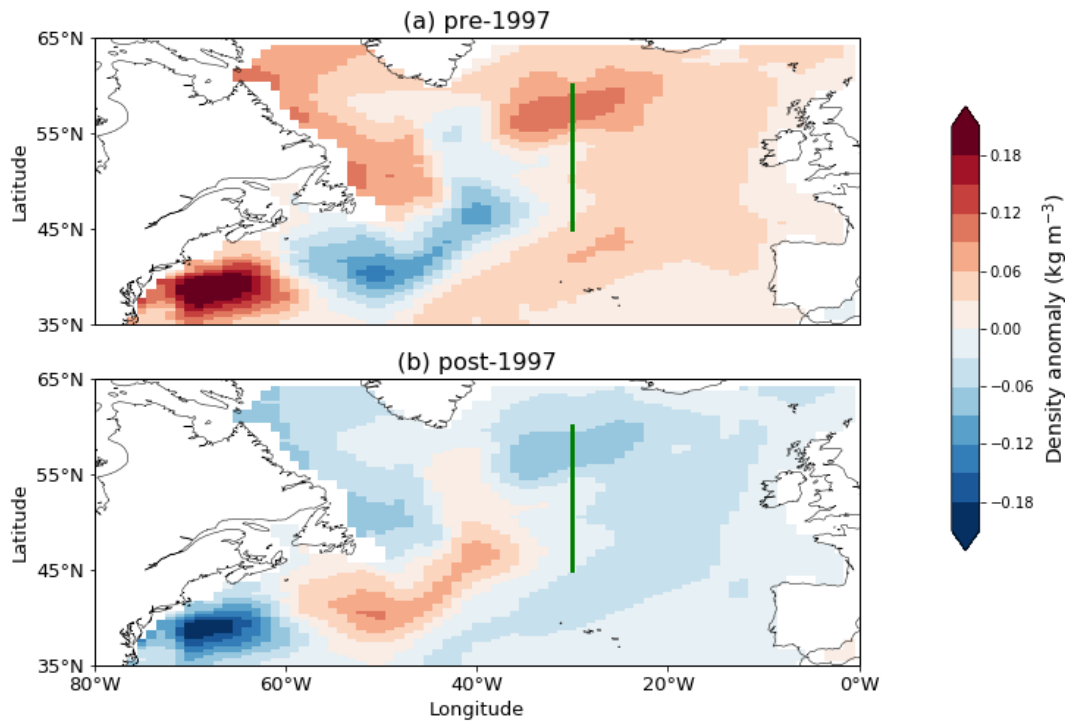 (a) pre-1997
65°N
55°N
45°N
35°N
Latitude
(b) post-1997
65°N
55°N
45°N
35°N
Latitude
80°W 60°W 40°W 20°W 0°W
Longitude
0.18
0.12
0.06
0.00
−0.06
−0.12
−0.18
Density anomaly (kg m⁻³)